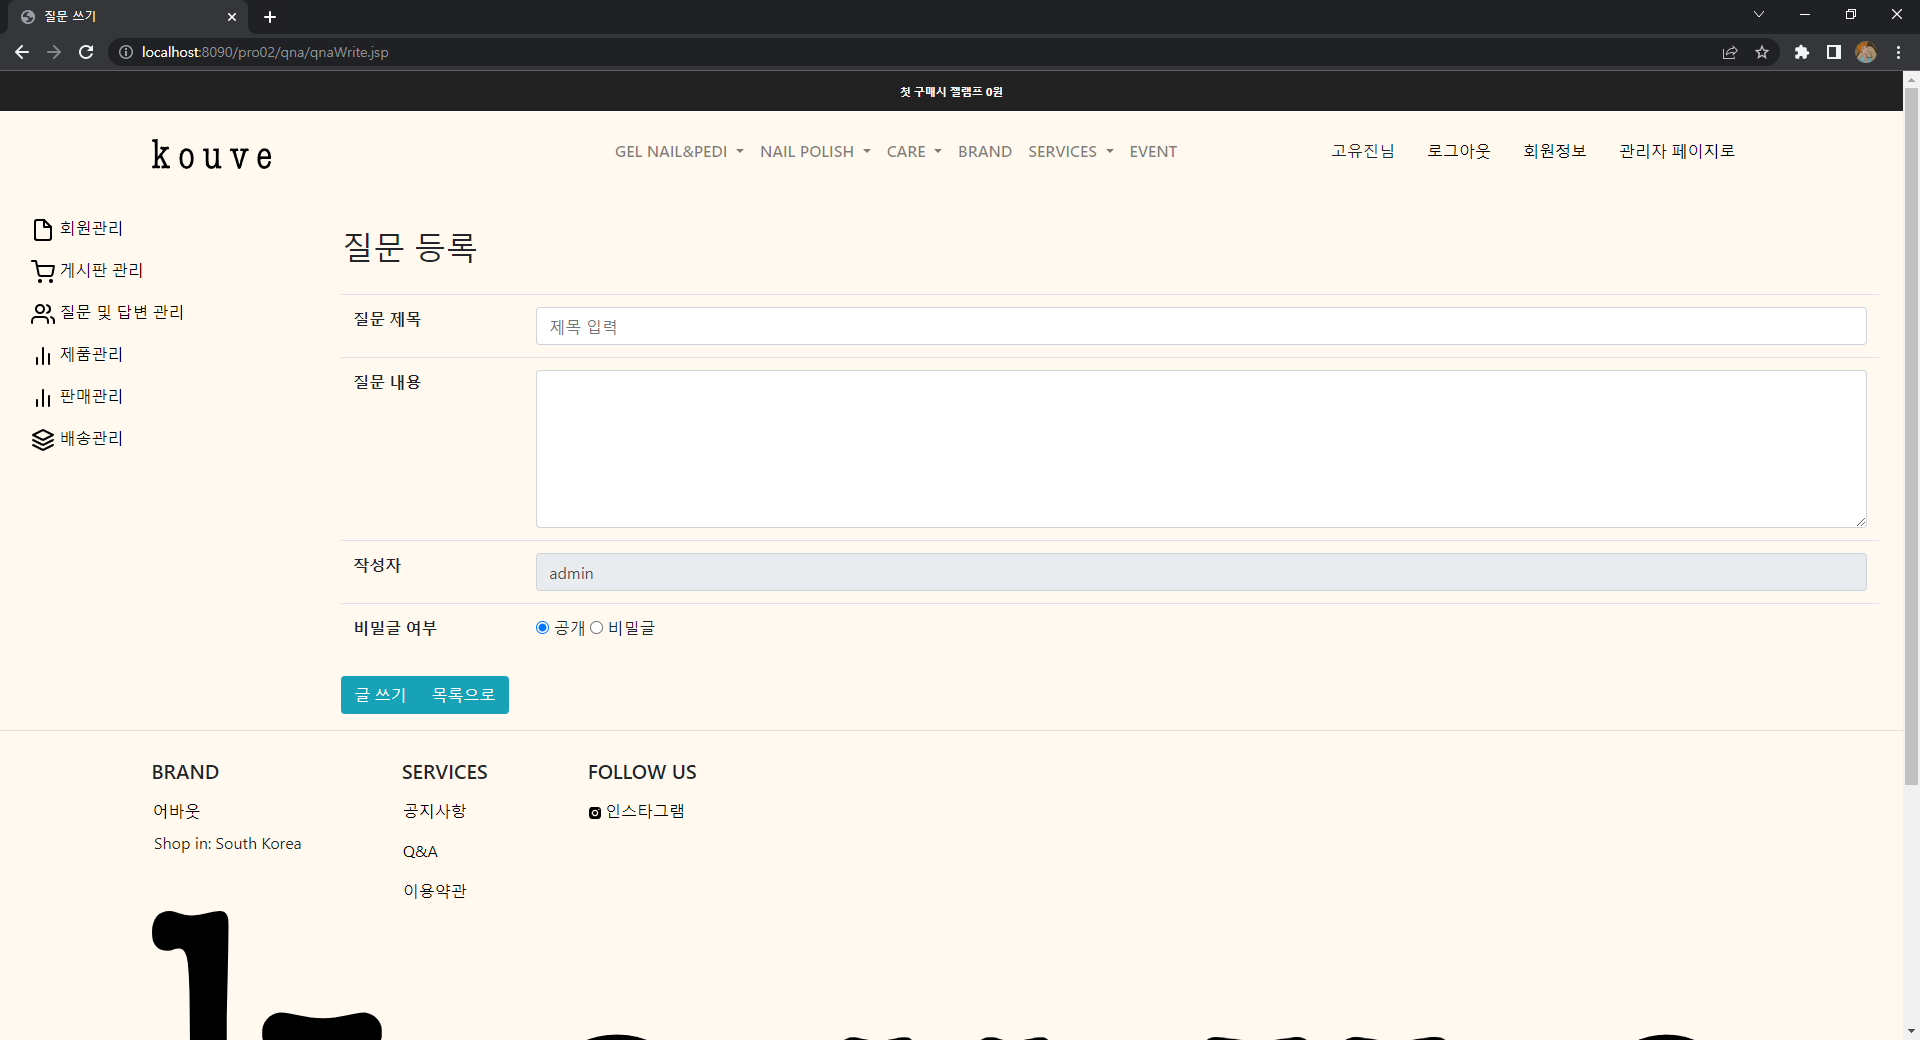 질문 쓰기
localhost:8090/pro02/qna/qnaWrite.jsp
첫 구매시 젤램프 0원
kouve
GEL NAIL&PEDI NAIL POLISH CARE BRAND SERVICES EVENT
고유진님 로그아웃 회원정보 관리자 페이지로
회원관리
게시판 관리
질문 및 답변 관리
제품관리
판매관리
배송관리
질문 등록
질문 제목
제목 입력
질문 내용
작성자
admin
비밀글 여부
공개 비밀글
글 쓰기 목록으로
BRAND
어바웃
Shop in: South Korea
SERVICES
공지사항
Q&A
이용약관
FOLLOW US
인스타그램